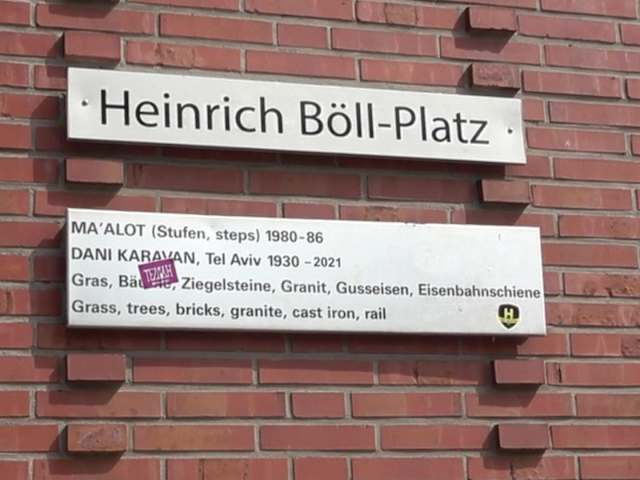 Heinrich Böll-Platz
MA'ALOT (Stufen, steps) 1980-86
DANI KARAVAN, Tel Aviv 1930 - 2021
Gras, Ziegelsteine, Granit, Gusseisen, Eisenbahnschiene
Grass, trees, bricks, granite, cast iron, rail
H